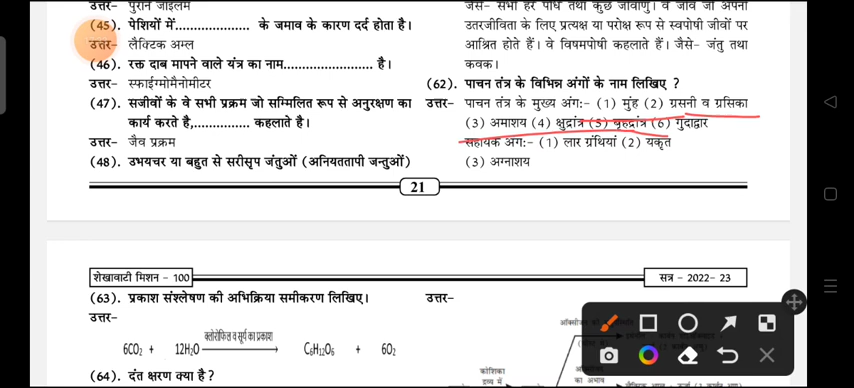 उत्तर– पुराने जाइलम
(45). पेशियों में.................... के जमाव के कारण दर्द होता है।
उत्तर– लैक्टिक अम्ल
(46). रक्त दाब मापने वाले यंत्र का नाम........................ है।
उत्तर– स्फाईग्मोमैनोमीटर
(47). सजीवों के वे सभी प्रक्रम जो सम्मिलित रूप से अनुरक्षण का
कार्य करते है,............... कहलाते है।
उत्तर– जैव प्रक्रम
(48). उभयचर या बहुत से सरीसृप जंतुओं (अनियततापी जन्तुओं)
जैसे- सभी हरे पौधे तथा कुछ जीवाणु। वे जीव जो अपनी
उतरजीविता के लिए प्रत्यक्ष या परोक्ष रूप से स्वपोषी जीवों पर
आश्रित होते हैं। वे विषमपोषी कहलाते हैं। जैसे- जंतु तथा
कवक।
(62). पाचन तंत्र के विभिन्न अंगों के नाम लिखिए ?
उत्तर– पाचन तंत्र के मुख्य अंग:- (1) मुंह (2) ग्रसनी व ग्रसिका
(3) अमाशय (4) क्षुद्रांत्र (5) वृहद्रांत्र (6) गुदाद्वार
सहायक अंग:- (1) लार ग्रंथियां (2) यकृत
(3) अग्नाशय
21
शेखावाटी मिशन – 100
सत्र – 2022– 23
(63). प्रकाश संश्लेषण की अभिक्रिया समीकरण लिखिए।
उत्तर–
क्लोरोफिल व सूर्य का प्रकाश
6CO₂ + 12H₂O C₆H₁₂O₆ + 6O₂
(64). दंत क्षरण क्या है ?
उत्तर–
कोशिका
द्रव्य में
का अभाव